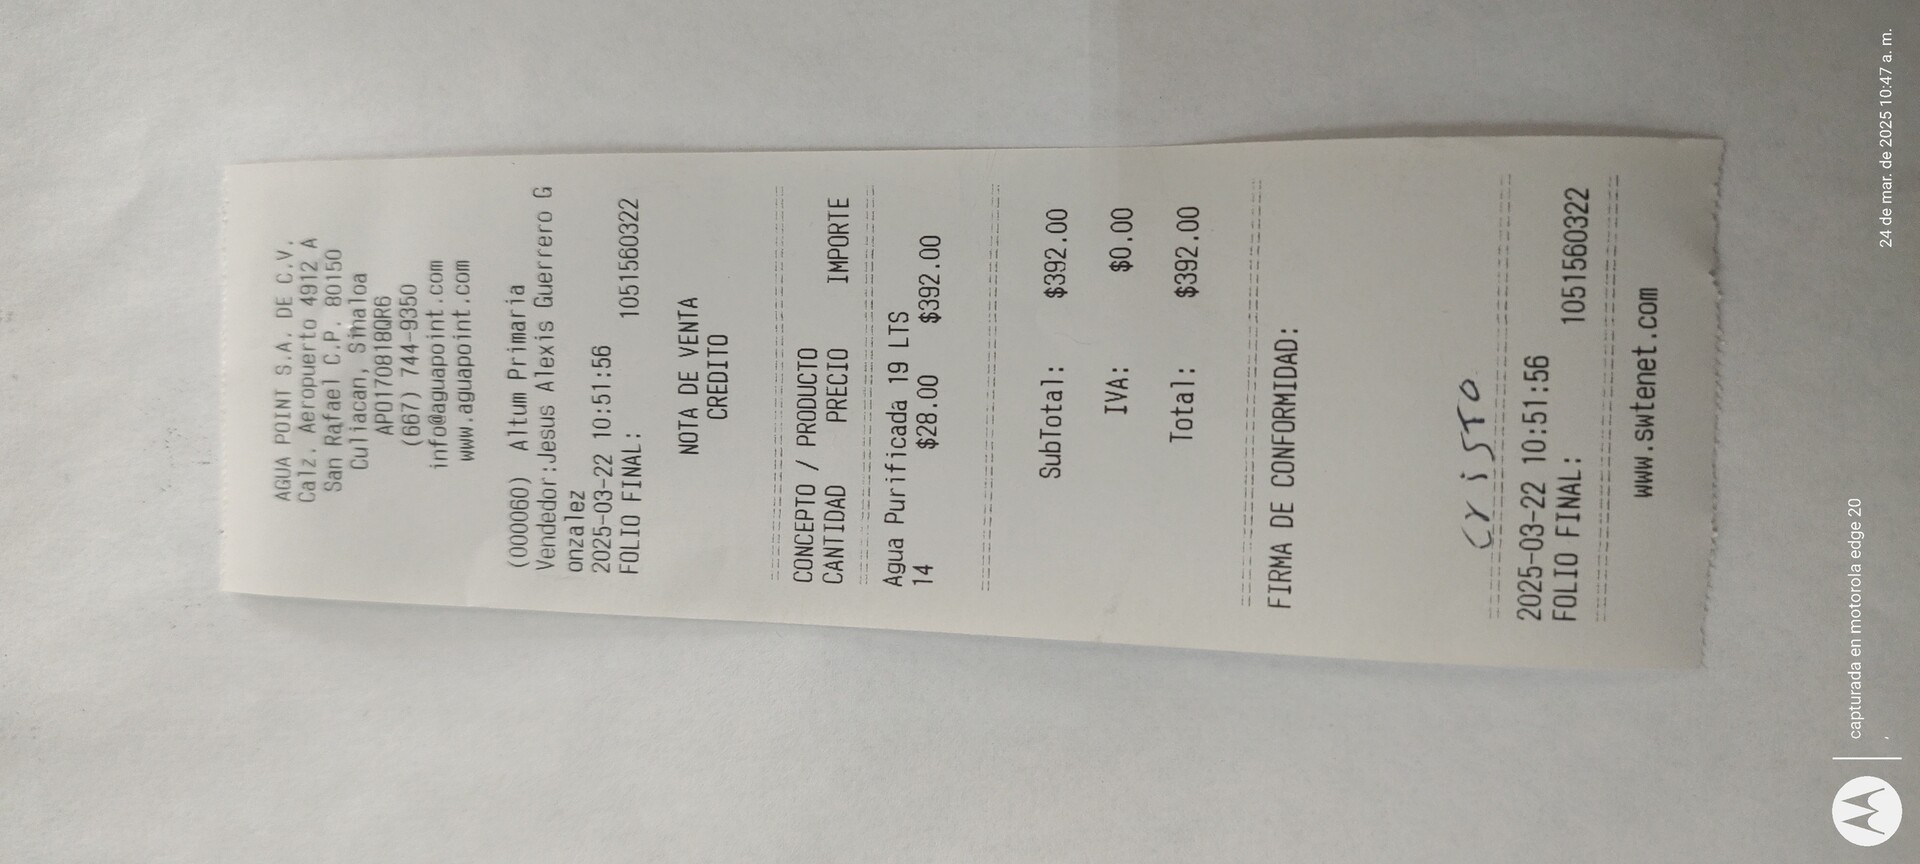 AGUA POINT S.A. DE C.V.
Calz. Aeropuerto 4912 A
San Rafael C.P. 80150
Culiacan, Sinaloa
APO170818QR6
(667) 744-9350
info@aguapoint.com
www.aguapoint.com
(000060) Altum Primaria
Vendedor:Jesus Alexis Guerrero G
onzalez
2025-03-22 10:51:56
FOLIO FINAL: 1051560322
NOTA DE VENTA
CREDITO
CONCEPTO / PRODUCTO
CANTIDAD PRECIO IMPORTE
Agua Purificada 19 LTS
14 $28.00 $392.00
SubTotal: $392.00
IVA: $0.00
Total: $392.00
FIRMA DE CONFORMIDAD:
Cristo
2025-03-22 10:51:56
FOLIO FINAL: 1051560322
www.swtenet.com
capturada en motorola edge 20
24 de mar. de 2025 10:47 a. m.